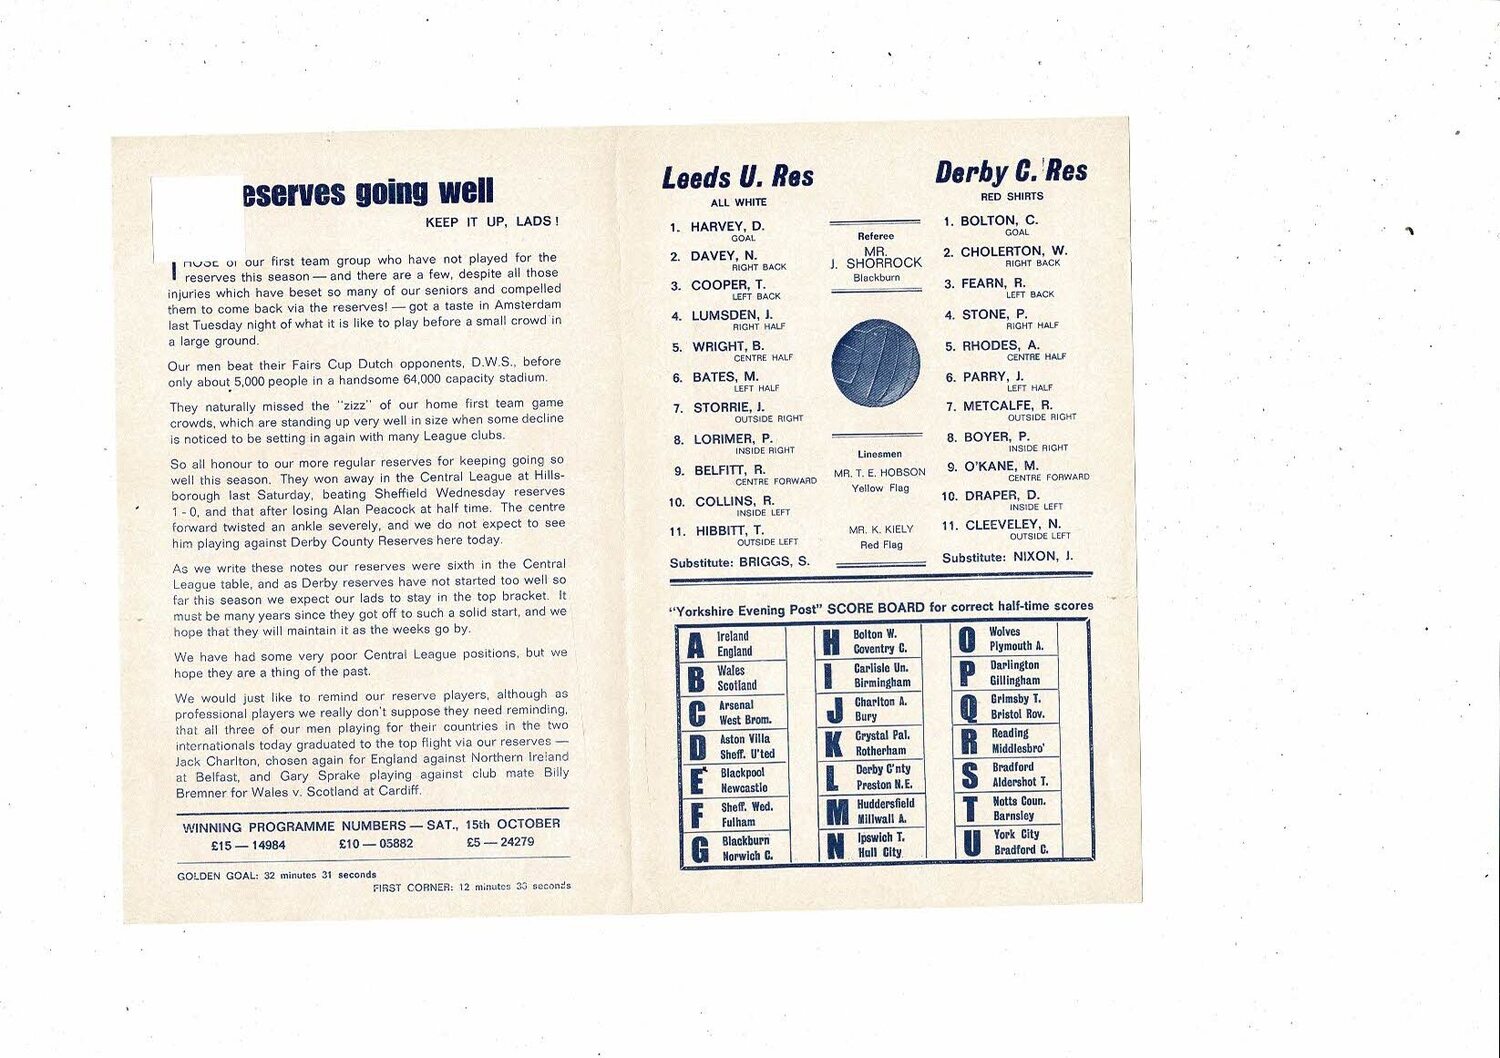 eserves going well
KEEP IT UP, LADS!
of our first team group who have not played for the
reserves this season — and there are a few, despite all those
injuries which have beset so many of our seniors and compelled
them to come back via the reserves! — got a taste in Amsterdam
last Tuesday night of what it is like to play before a small crowd in
a large ground.
Our men beat their Fairs Cup Dutch opponents, D.W.S., before
only about 5,000 people in a handsome 64,000 capacity stadium.
They naturally missed the "zizz" of our home first team game
crowds, which are standing up very well in size when some decline
is noticed to be setting in again with many League clubs.
So all honour to our more regular reserves for keeping going so
well this season. They won away in the Central League at Hills-
borough last Saturday, beating Sheffield Wednesday reserves
1 - 0, and that after losing Alan Peacock at half time. The centre
forward twisted an ankle severely, and we do not expect to see
him playing against Derby County Reserves here today.
As we write these notes our reserves were sixth in the Central
League table, and as Derby reserves have not started too well so
far this season we expect our lads to stay in the top bracket. It
must be many years since they got off to such a solid start, and we
hope that they will maintain it as the weeks go by.
We have had some very poor Central League positions, but we
hope they are a thing of the past.
We would just like to remind our reserve players, although as
professional players we really don't suppose they need reminding,
that all three of our men playing for their countries in the two
internationals today graduated to the top flight via our reserves —
Jack Charlton, chosen again for England against Northern Ireland
at Belfast, and Gary Sprake playing against club mate Billy
Bremner for Wales v. Scotland at Cardiff.
WINNING PROGRAMME NUMBERS — SAT., 15th OCTOBER
£15 — 14984 £10 — 05882 £5 — 24279
GOLDEN GOAL: 32 minutes 31 seconds
FIRST CORNER: 12 minutes 33 seconds
Leeds U. Res
ALL WHITE
1. HARVEY, D.
GOAL
2. DAVEY, N.
RIGHT BACK
3. COOPER, T.
LEFT BACK
4. LUMSDEN, J.
RIGHT HALF
5. WRIGHT, B.
CENTRE HALF
6. BATES, M.
LEFT HALF
7. STORRIE, J.
OUTSIDE RIGHT
8. LORIMER, P.
INSIDE RIGHT
9. BELFITT, R.
CENTRE FORWARD
10. COLLINS, R.
INSIDE LEFT
11. HIBBITT, T.
OUTSIDE LEFT
Substitute: BRIGGS, S.
Referee
MR.
J. SHORROCK
Blackburn
Linesmen
MR. T. E. HOBSON
Yellow Flag
MR. K. KIELY
Red Flag
Derby C. Res
RED SHIRTS
1. BOLTON, C.
GOAL
2. CHOLERTON, W.
RIGHT BACK
3. FEARN, R.
LEFT BACK
4. STONE, P.
RIGHT HALF
5. RHODES, A.
CENTRE HALF
6. PARRY, J.
LEFT HALF
7. METCALFE, R.
OUTSIDE RIGHT
8. BOYER, P.
INSIDE RIGHT
9. O'KANE, M.
CENTRE FORWARD
10. DRAPER, D.
INSIDE LEFT
11. CLEEVELEY, N.
OUTSIDE LEFT
Substitute: NIXON, J.
"Yorkshire Evening Post" SCORE BOARD for correct half-time scores
A Ireland
England
B Wales
Scotland
C Arsenal
West Brom.
D Aston Villa
Sheff. U'ted
E Blackpool
Newcastle
F Sheff. Wed.
Fulham
G Blackburn
Norwich C.
H Bolton W.
Coventry C.
I Carlisle Un.
Birmingham
J Charlton A.
Bury
K Crystal Pal.
Rotherham
L Derby C'nty
Preston N.E.
M Huddersfield
Millwall A.
N Ipswich T.
Hull City
O Wolves
Plymouth A.
P Darlington
Gillingham
Q Grimsby T.
Bristol Rov.
R Reading
Middlesbro'
S Bradford
Aldershot T.
T Notts Coun.
Barnsley
U York City
Bradford C.